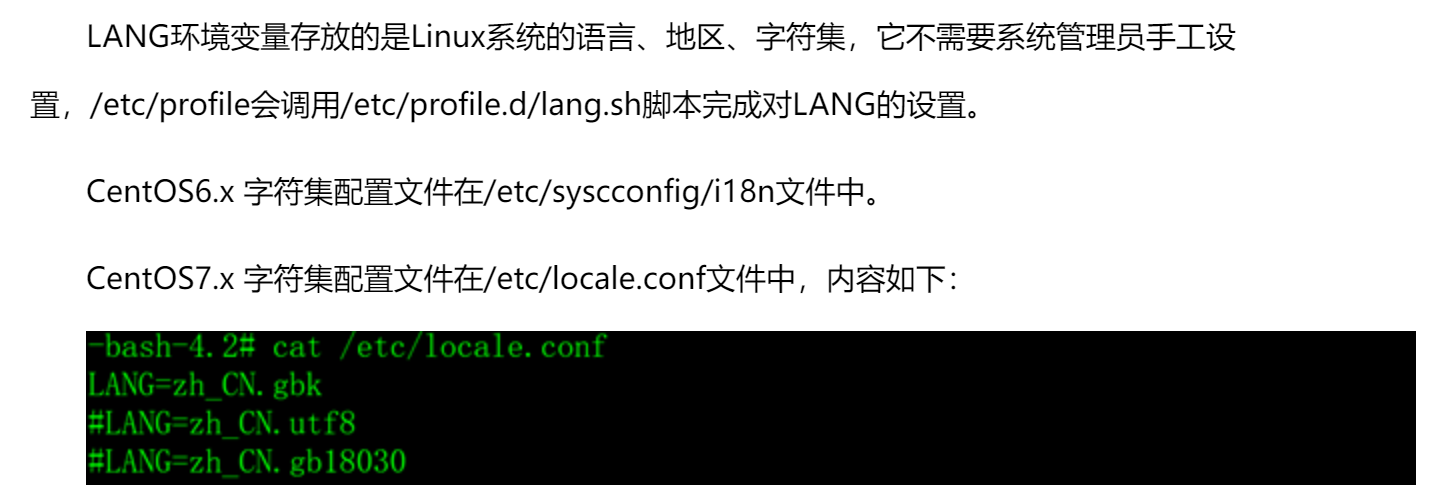 LANG环境变量存放的是Linux系统的语言、地区、字符集，它不需要系统管理员手工设
置，/etc/profile会调用/etc/profile.d/lang.sh脚本完成对LANG的设置。
CentOS6.x 字符集配置文件在/etc/syscconfig/i18n文件中。
CentOS7.x 字符集配置文件在/etc/locale.conf文件中，内容如下：
-bash-4.2# cat /etc/locale.conf
LANG=zh_CN.gbk
#LANG=zh_CN.utf8
#LANG=zh_CN.gb18030